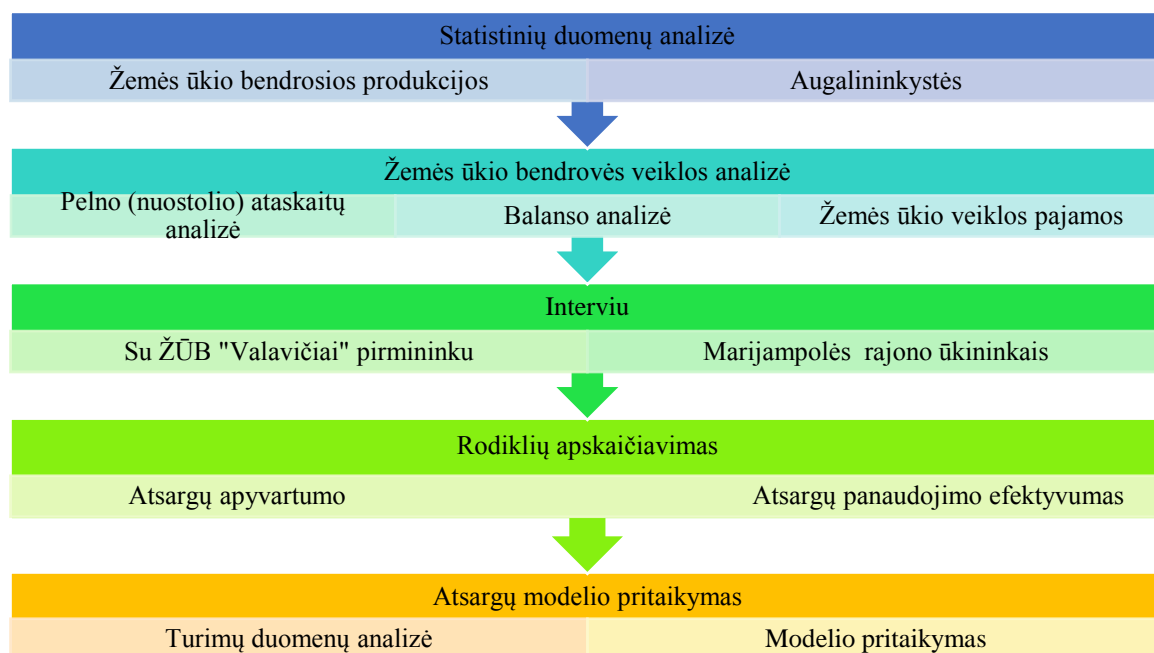 Statistinių duomenų analizė
Žemės ūkio bendrosios produkcijos
Augalininkystės
Žemės ūkio bendrovės veiklos analizė
Pelno (nuostolio) ataskaitų
analizė
Balanso analizė
Žemės ūkio veiklos pajamos
Interviu
Su ŽŪB "Valavičiai" pirmininku
Marijampolės rajono ūkininkais
Rodiklių apskaičiavimas
Atsargų apyvartumo
Atsargų panaudojimo efektyvumas
Atsargų modelio pritaikymas
Turimų duomenų analizė
Modelio pritaikymas